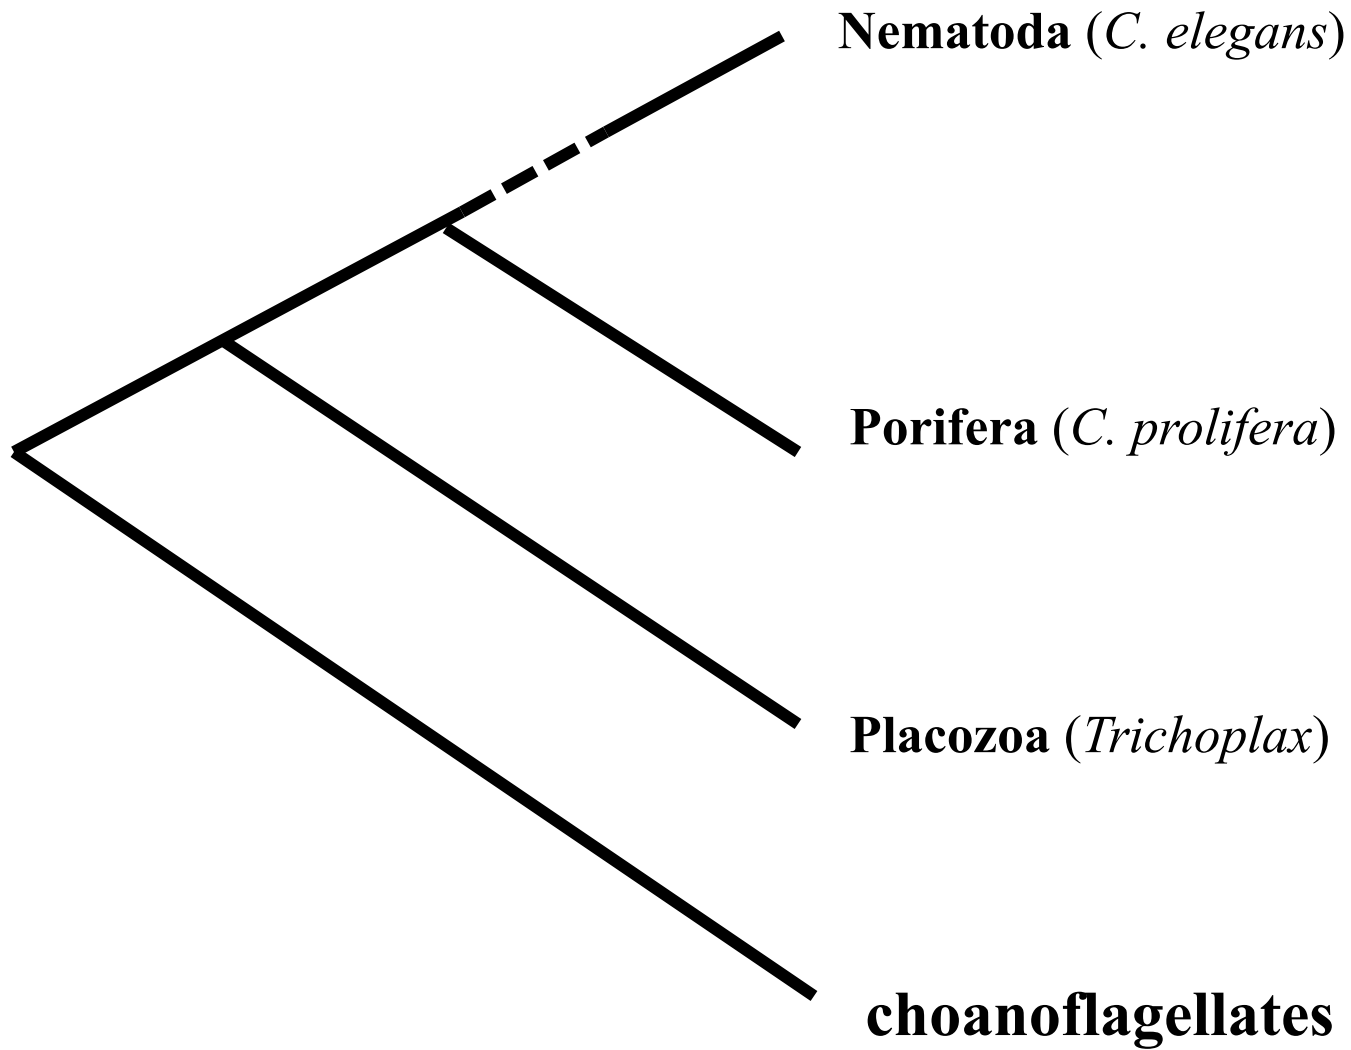 Nematoda (C. elegans)
Porifera (C. prolifera)
Placozoa (Trichoplax)
choanoflagellates